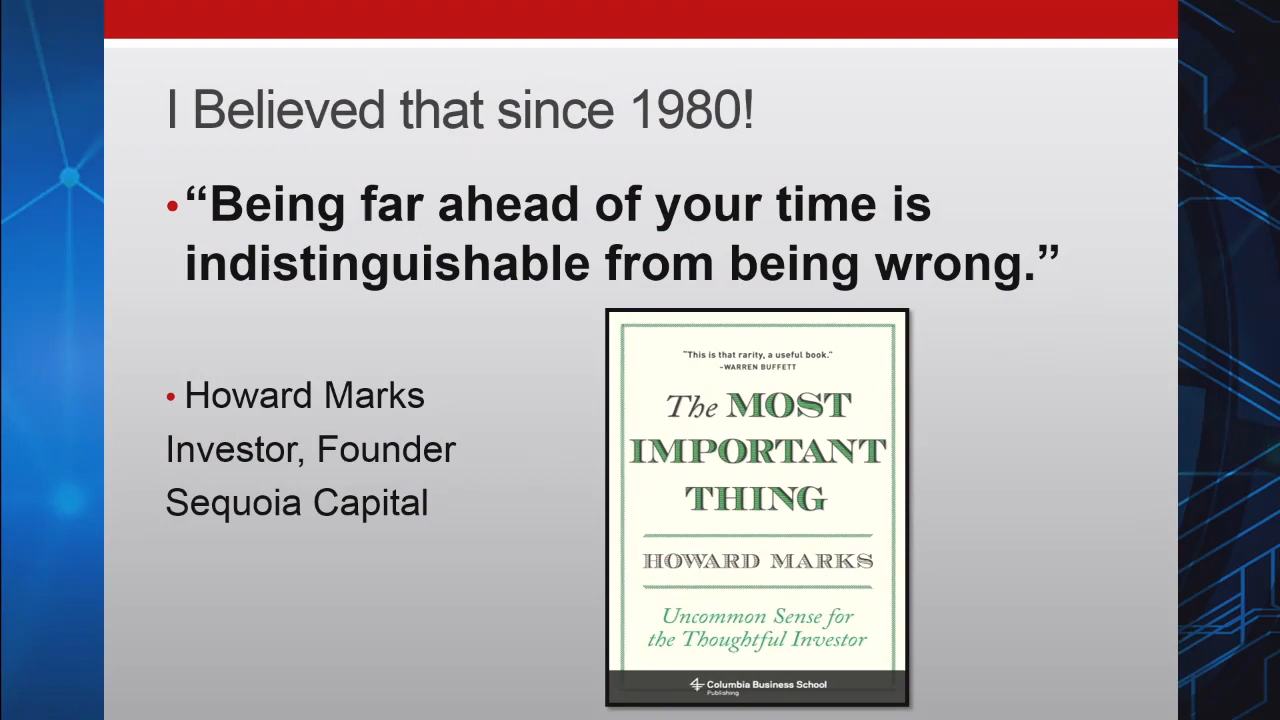 I Believed that since 1980!
• “Being far ahead of your time is
indistinguishable from being wrong.”
• Howard Marks
Investor, Founder
Sequoia Capital
"This is that rarity, a useful book."
–WARREN BUFFETT
The MOST
IMPORTANT
THING
HOWARD MARKS
Uncommon Sense for
the Thoughtful Investor
Columbia Business School
Publishing